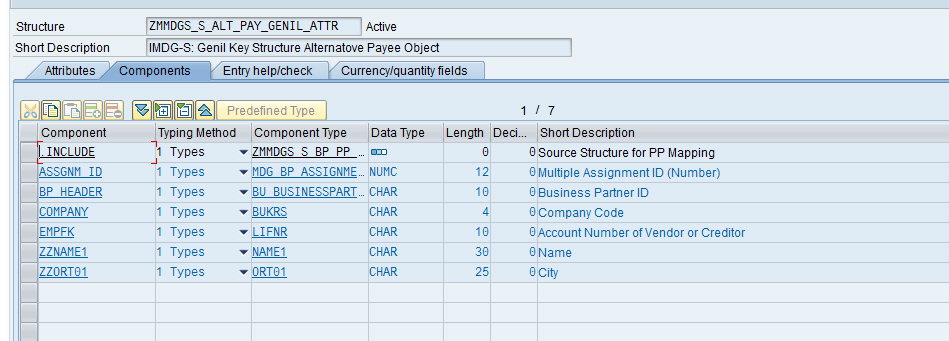 Structure ZMMDGS_S_ALT_PAY_GENIL_ATTR Active
Short Description IMDG-S: Genil Key Structure Alternatove Payee Object
Attributes Components Entry help/check Currency/quantity fields
Predefined Type 1 / 7
Component Typing Method Component Type Data Type Length Deci... Short Description
.INCLUDE 1 Types ZMMDGS_S_BP_PP_... 0 0 Source Structure for PP Mapping
ASSGNM_ID 1 Types MDG_BP_ASSIGNME... NUMC 12 0 Multiple Assignment ID (Number)
BP_HEADER 1 Types BU_BUSINESSPART... CHAR 10 0 Business Partner ID
COMPANY 1 Types BUKRS CHAR 4 0 Company Code
EMPFK 1 Types LIFNR CHAR 10 0 Account Number of Vendor or Creditor
ZZNAME1 1 Types NAME1 CHAR 30 0 Name
ZZORT01 1 Types ORT01 CHAR 25 0 City